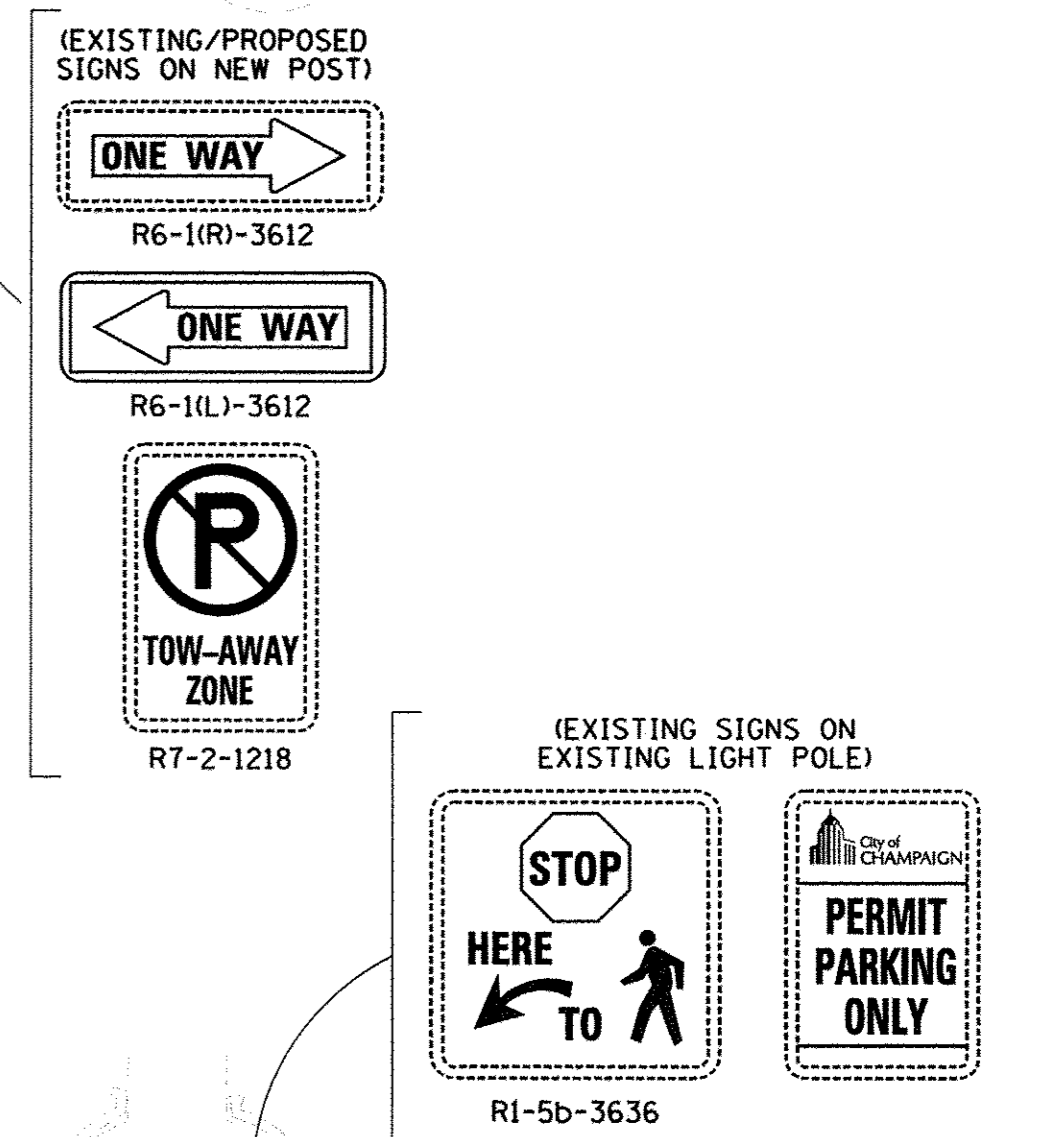 (EXISTING/PROPOSED
SIGNS ON NEW POST)
ONE WAY
R6-1(R)-3612
ONE WAY
R6-1(L)-3612
P
TOW-AWAY
ZONE
R7-2-1218
(EXISTING SIGNS ON
EXISTING LIGHT POLE)
STOP
HERE
TO
R1-5b-3636
City of
CHAMPAIGN
PERMIT
PARKING
ONLY